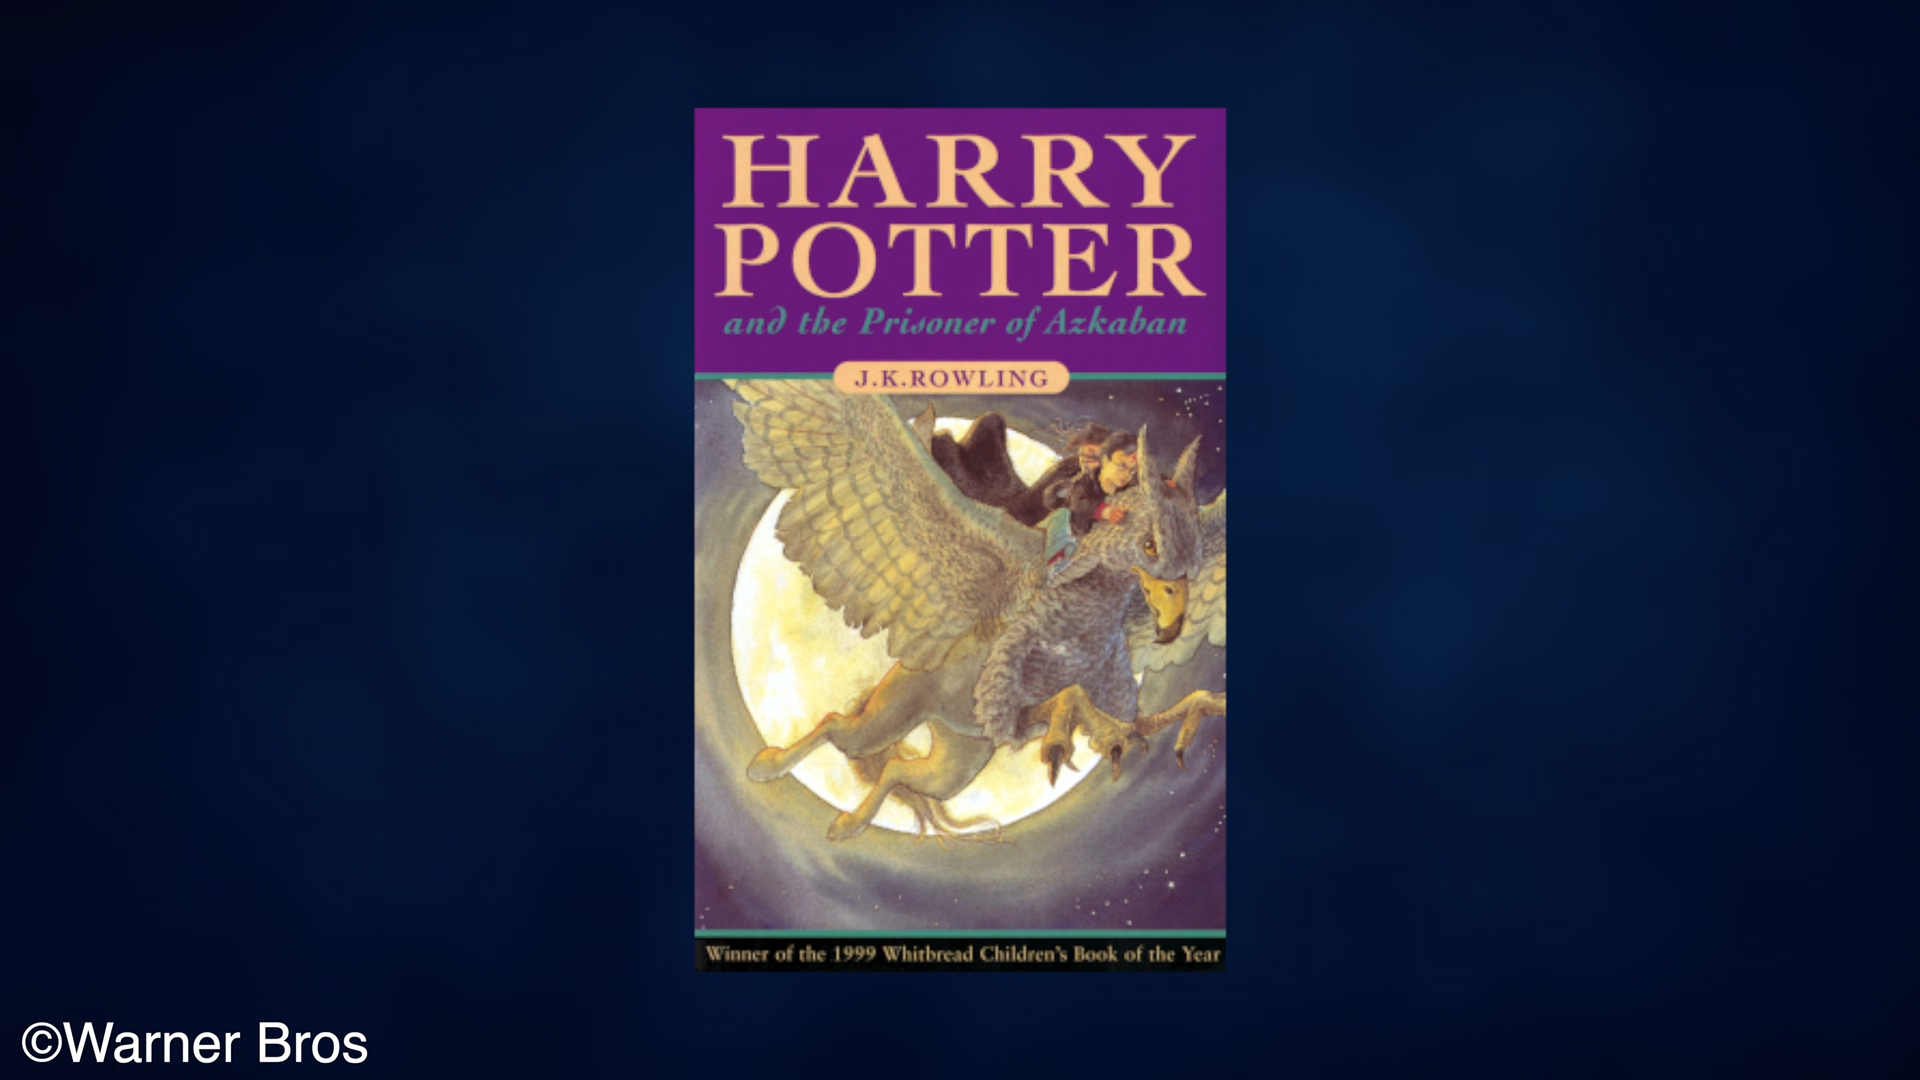 HARRY
POTTER
and the Prisoner of Azkaban
J.K.ROWLING
Winner of the 1999 Whitbread Children's Book of the Year
©Warner Bros